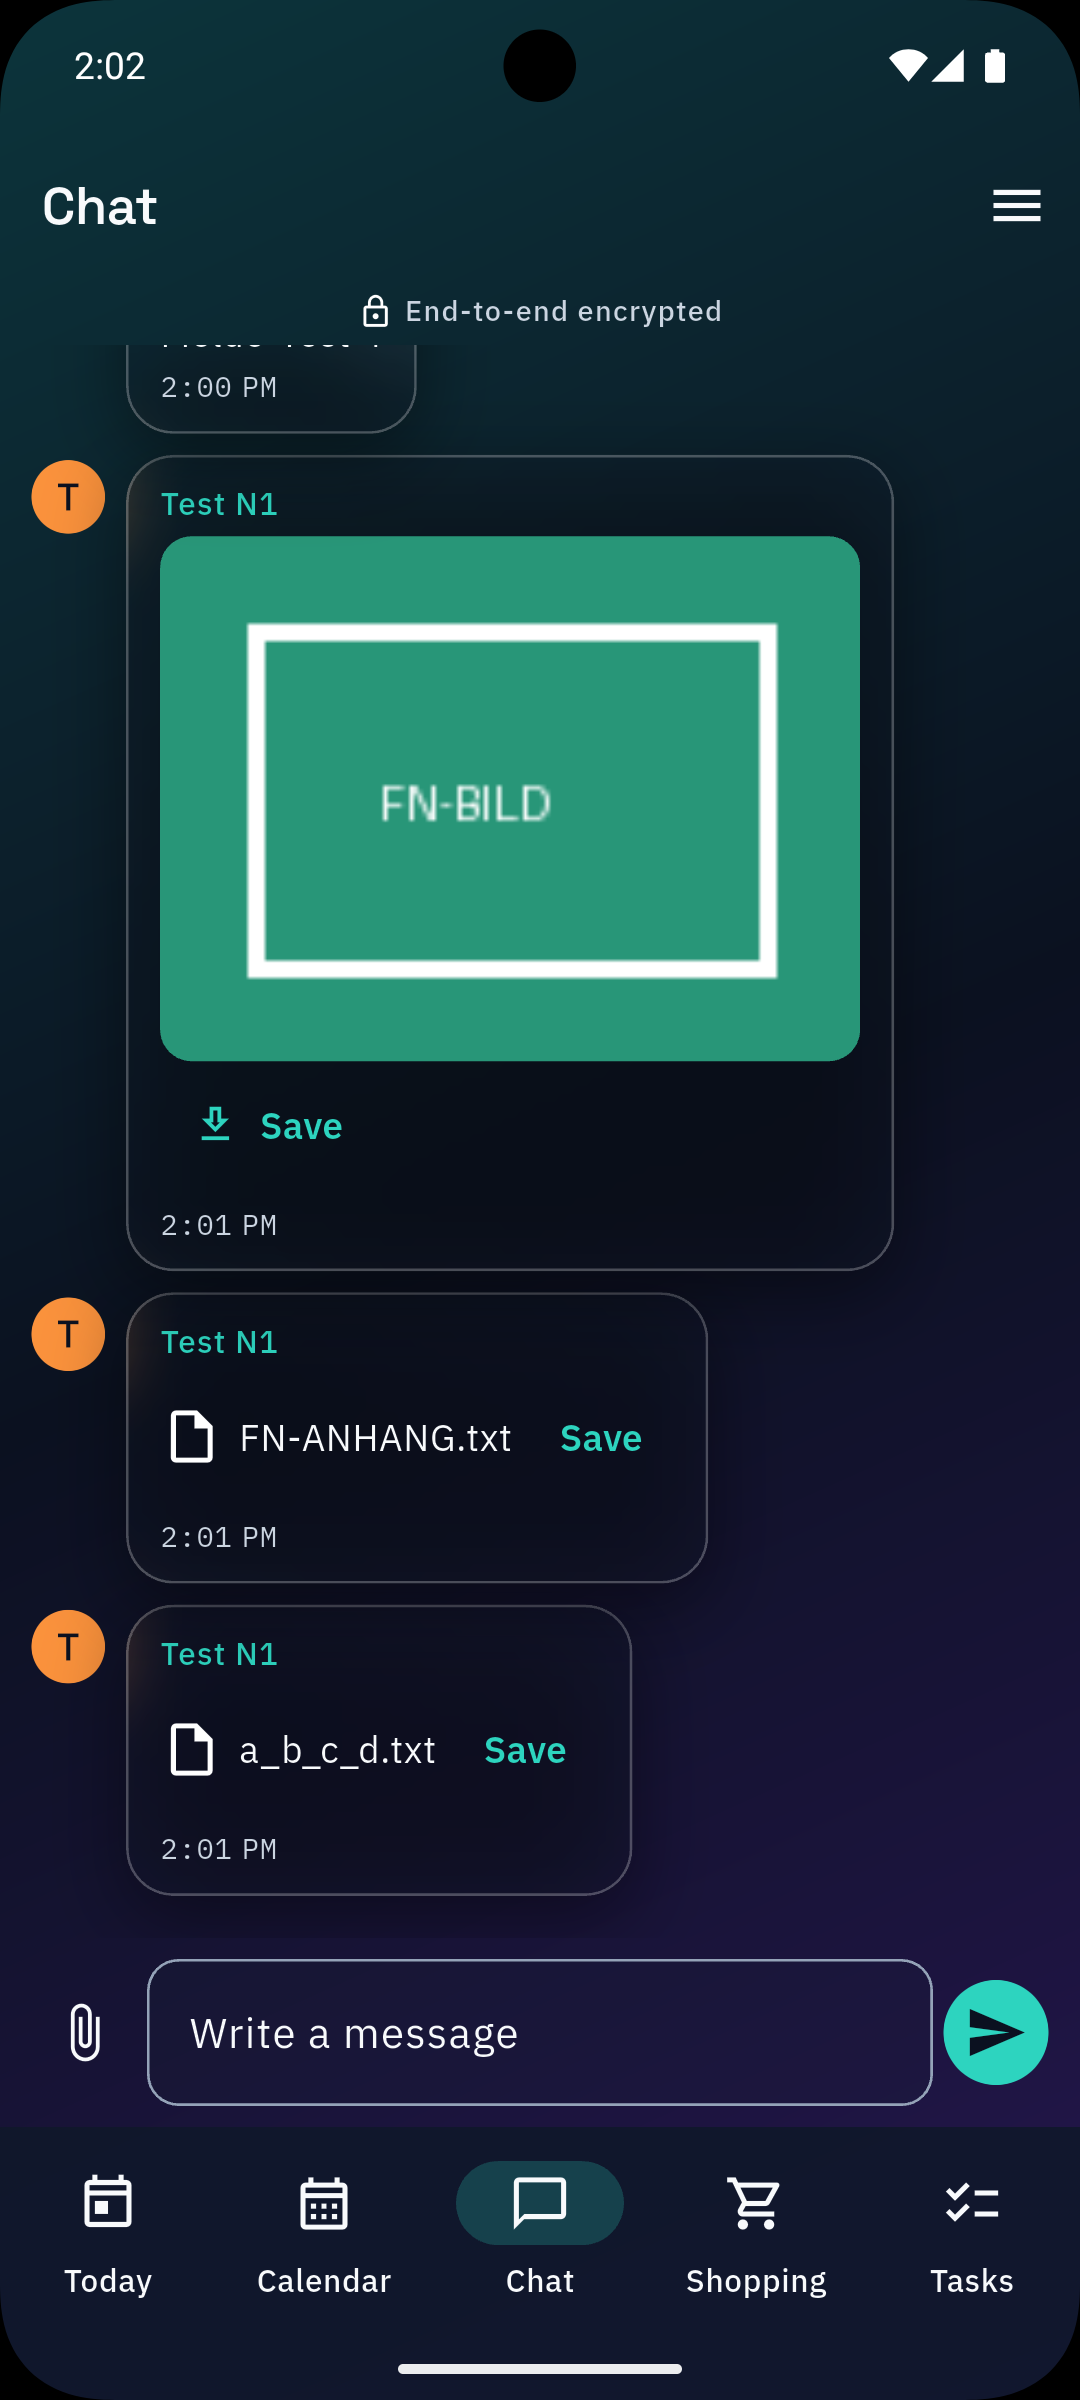 2:02
Chat
End-to-end encrypted
2:00 PM
T
Test N1
FN-BILD
Save
2:01 PM
T
Test N1
FN-ANHANG.txt
Save
2:01 PM
T
Test N1
a_b_c_d.txt
Save
2:01 PM
Write a message
Today
Calendar
Chat
Shopping
Tasks